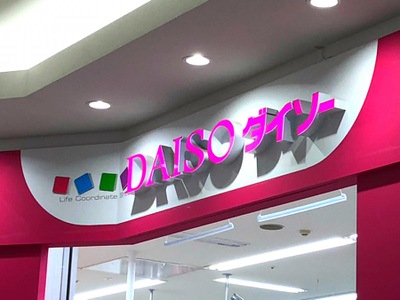 DAISO ダイソー
Life Coordinate